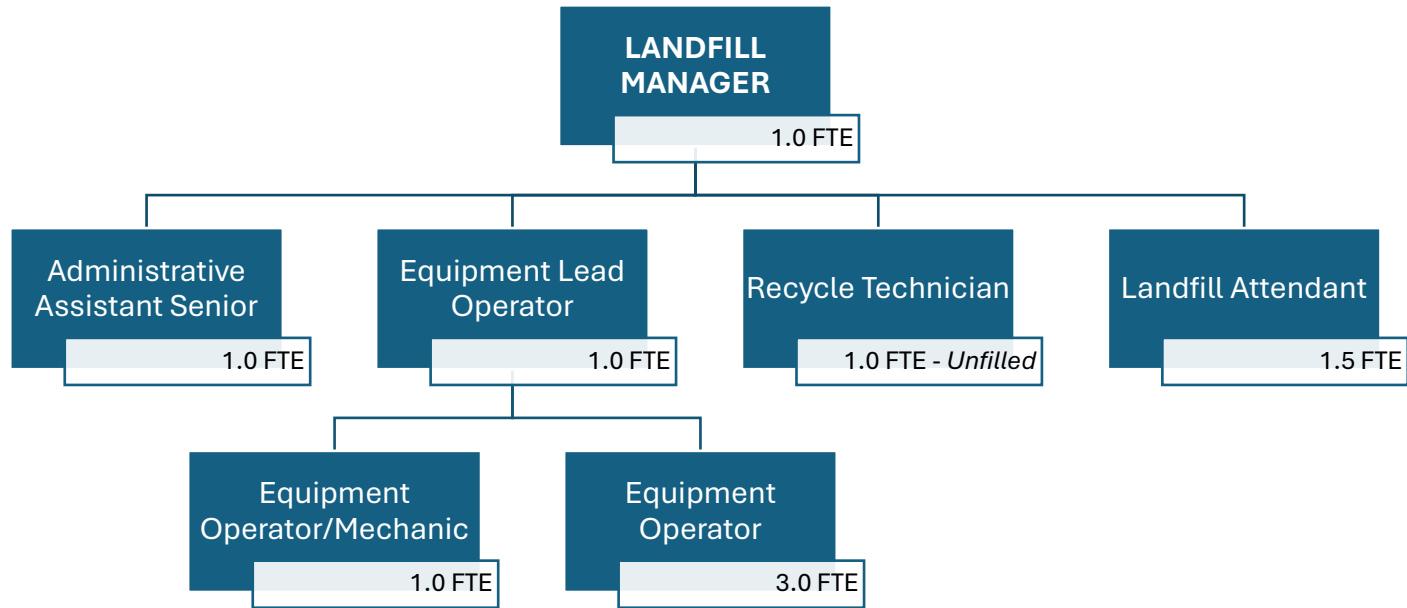 LANDFILL
MANAGER
1.0 FTE
Administrative
Assistant Senior
1.0 FTE
Equipment Lead
Operator
1.0 FTE
Recycle Technician
1.0 FTE - Unfilled
Landfill Attendant
1.5 FTE
Equipment
Operator/Mechanic
1.0 FTE
Equipment
Operator
3.0 FTE